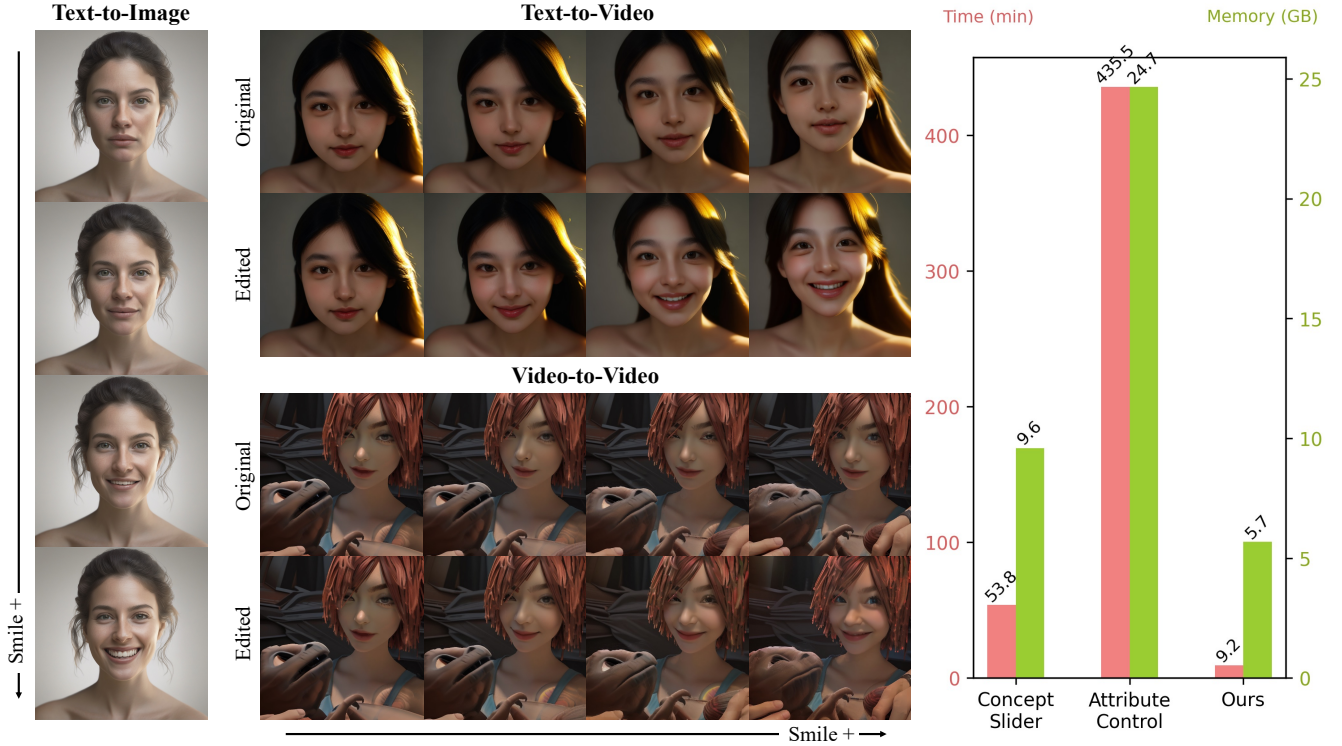 Text-to-Image
Smile +
Text-to-Video
Original
Edited
Video-to-Video
Original
Edited
Smile +
Time (min)
Memory (GB)
400
300
200
100
0
25
20
15
10
5
0
53.8
9.6
435.5
24.7
9.2
5.7
Concept
Slider
Attribute
Control
Ours